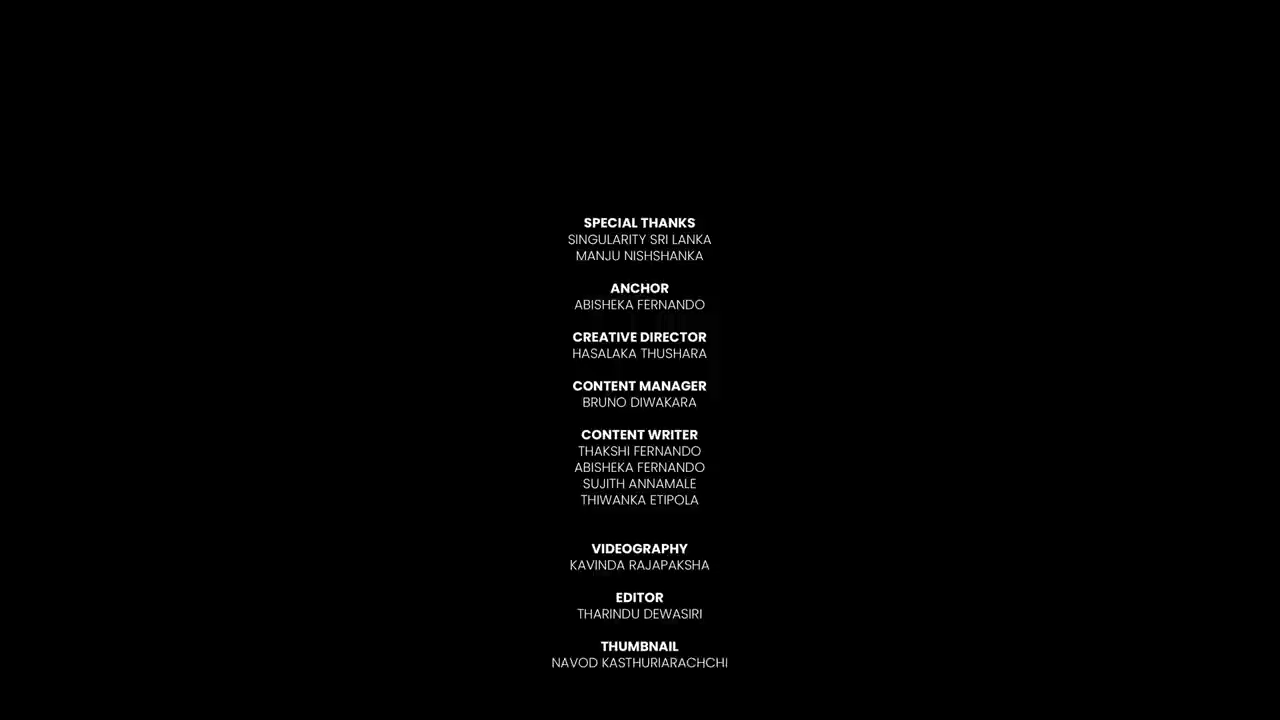 SPECIAL THANKS
SINGULARITY SRI LANKA
MANJU NISHSHANKA
ANCHOR
ABISHEKA FERNANDO
CREATIVE DIRECTOR
HASALAKA THUSHARA
CONTENT MANAGER
BRUNO DIWAKARA
CONTENT WRITER
THAKSHI FERNANDO
ABISHEKA FERNANDO
SUJITH ANNAMALE
THIWANKA ETIPOLA
VIDEOGRAPHY
KAVINDA RAJAPAKSHA
EDITOR
THARINDU DEWASIRI
THUMBNAIL
NAVOD KASTHURIARACHCHI